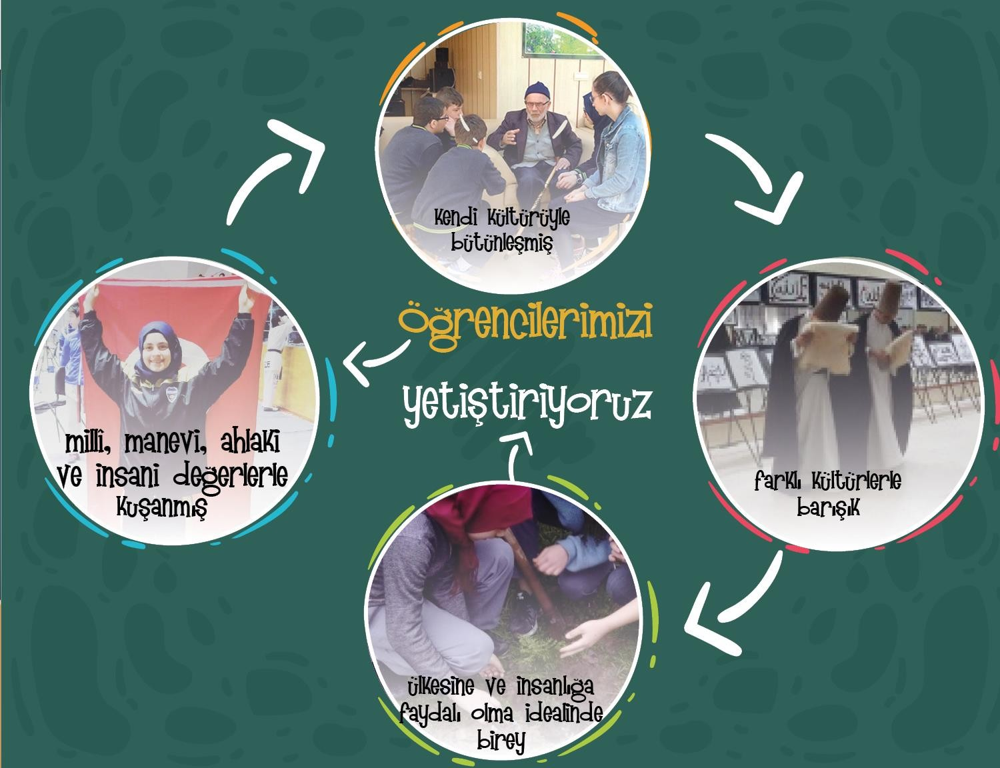 Öğrencilerimizi
milli, manevi, ahlaki
ve insani değerlerle
kuşanmış
kendi kültürüyle
bütünleşmiş
farklı kültürlerle
barışık
ülkesine ve insanlığa
faydalı olma idealinde
birey
yetiştiriyoruz